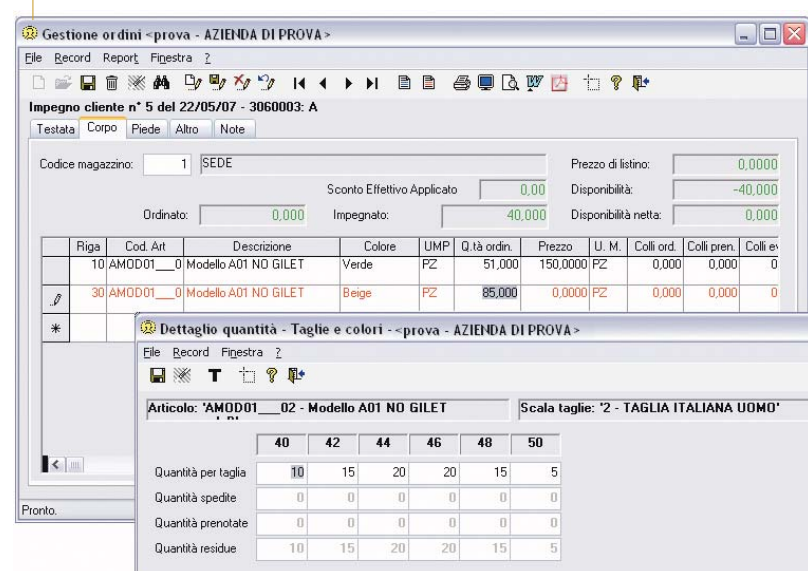 Gestione ordini <prova - AZIENDA DI PROVA>
File Record Report Finestra ?
Impegno cliente n° 5 del 22/05/07 - 3060003: A
Testata Corpo Piede Altro Note
Codice magazzino: 1 SEDE Prezzo di listino: 0,0000
Sconto Effettivo Applicato 0,00 Disponibilità: -40,000
Ordinato: 0,000 Impegnato: 40,000 Disponibilità netta: 0,000
Riga Cod. Art Descrizione Colore UMP Q.tà ordin. Prezzo U. M. Colli ord. Colli pren. Colli ev
10 AMOD01___0 Modello A01 NO GILET Verde PZ 51,000 150,0000 PZ 0,000 0,000 0
30 AMOD01___0 Modello A01 NO GILET Beige PZ 85,000 0,0000 PZ 0,000 0,000 0
Dettaglio quantità - Taglie e colori - <prova - AZIENDA DI PROVA>
File Record Finestra ?
T
Articolo: 'AMOD01___02 - Modello A01 NO GILET Scala taglie: '2 - TAGLIA ITALIANA UOMO'
40 42 44 46 48 50
Quantità per taglia 10 15 20 20 15 5
Quantità spedite 0 0 0 0 0 0
Quantità prenotate 0 0 0 0 0 0
Quantità residue 10 15 20 20 15 5
Pronto.